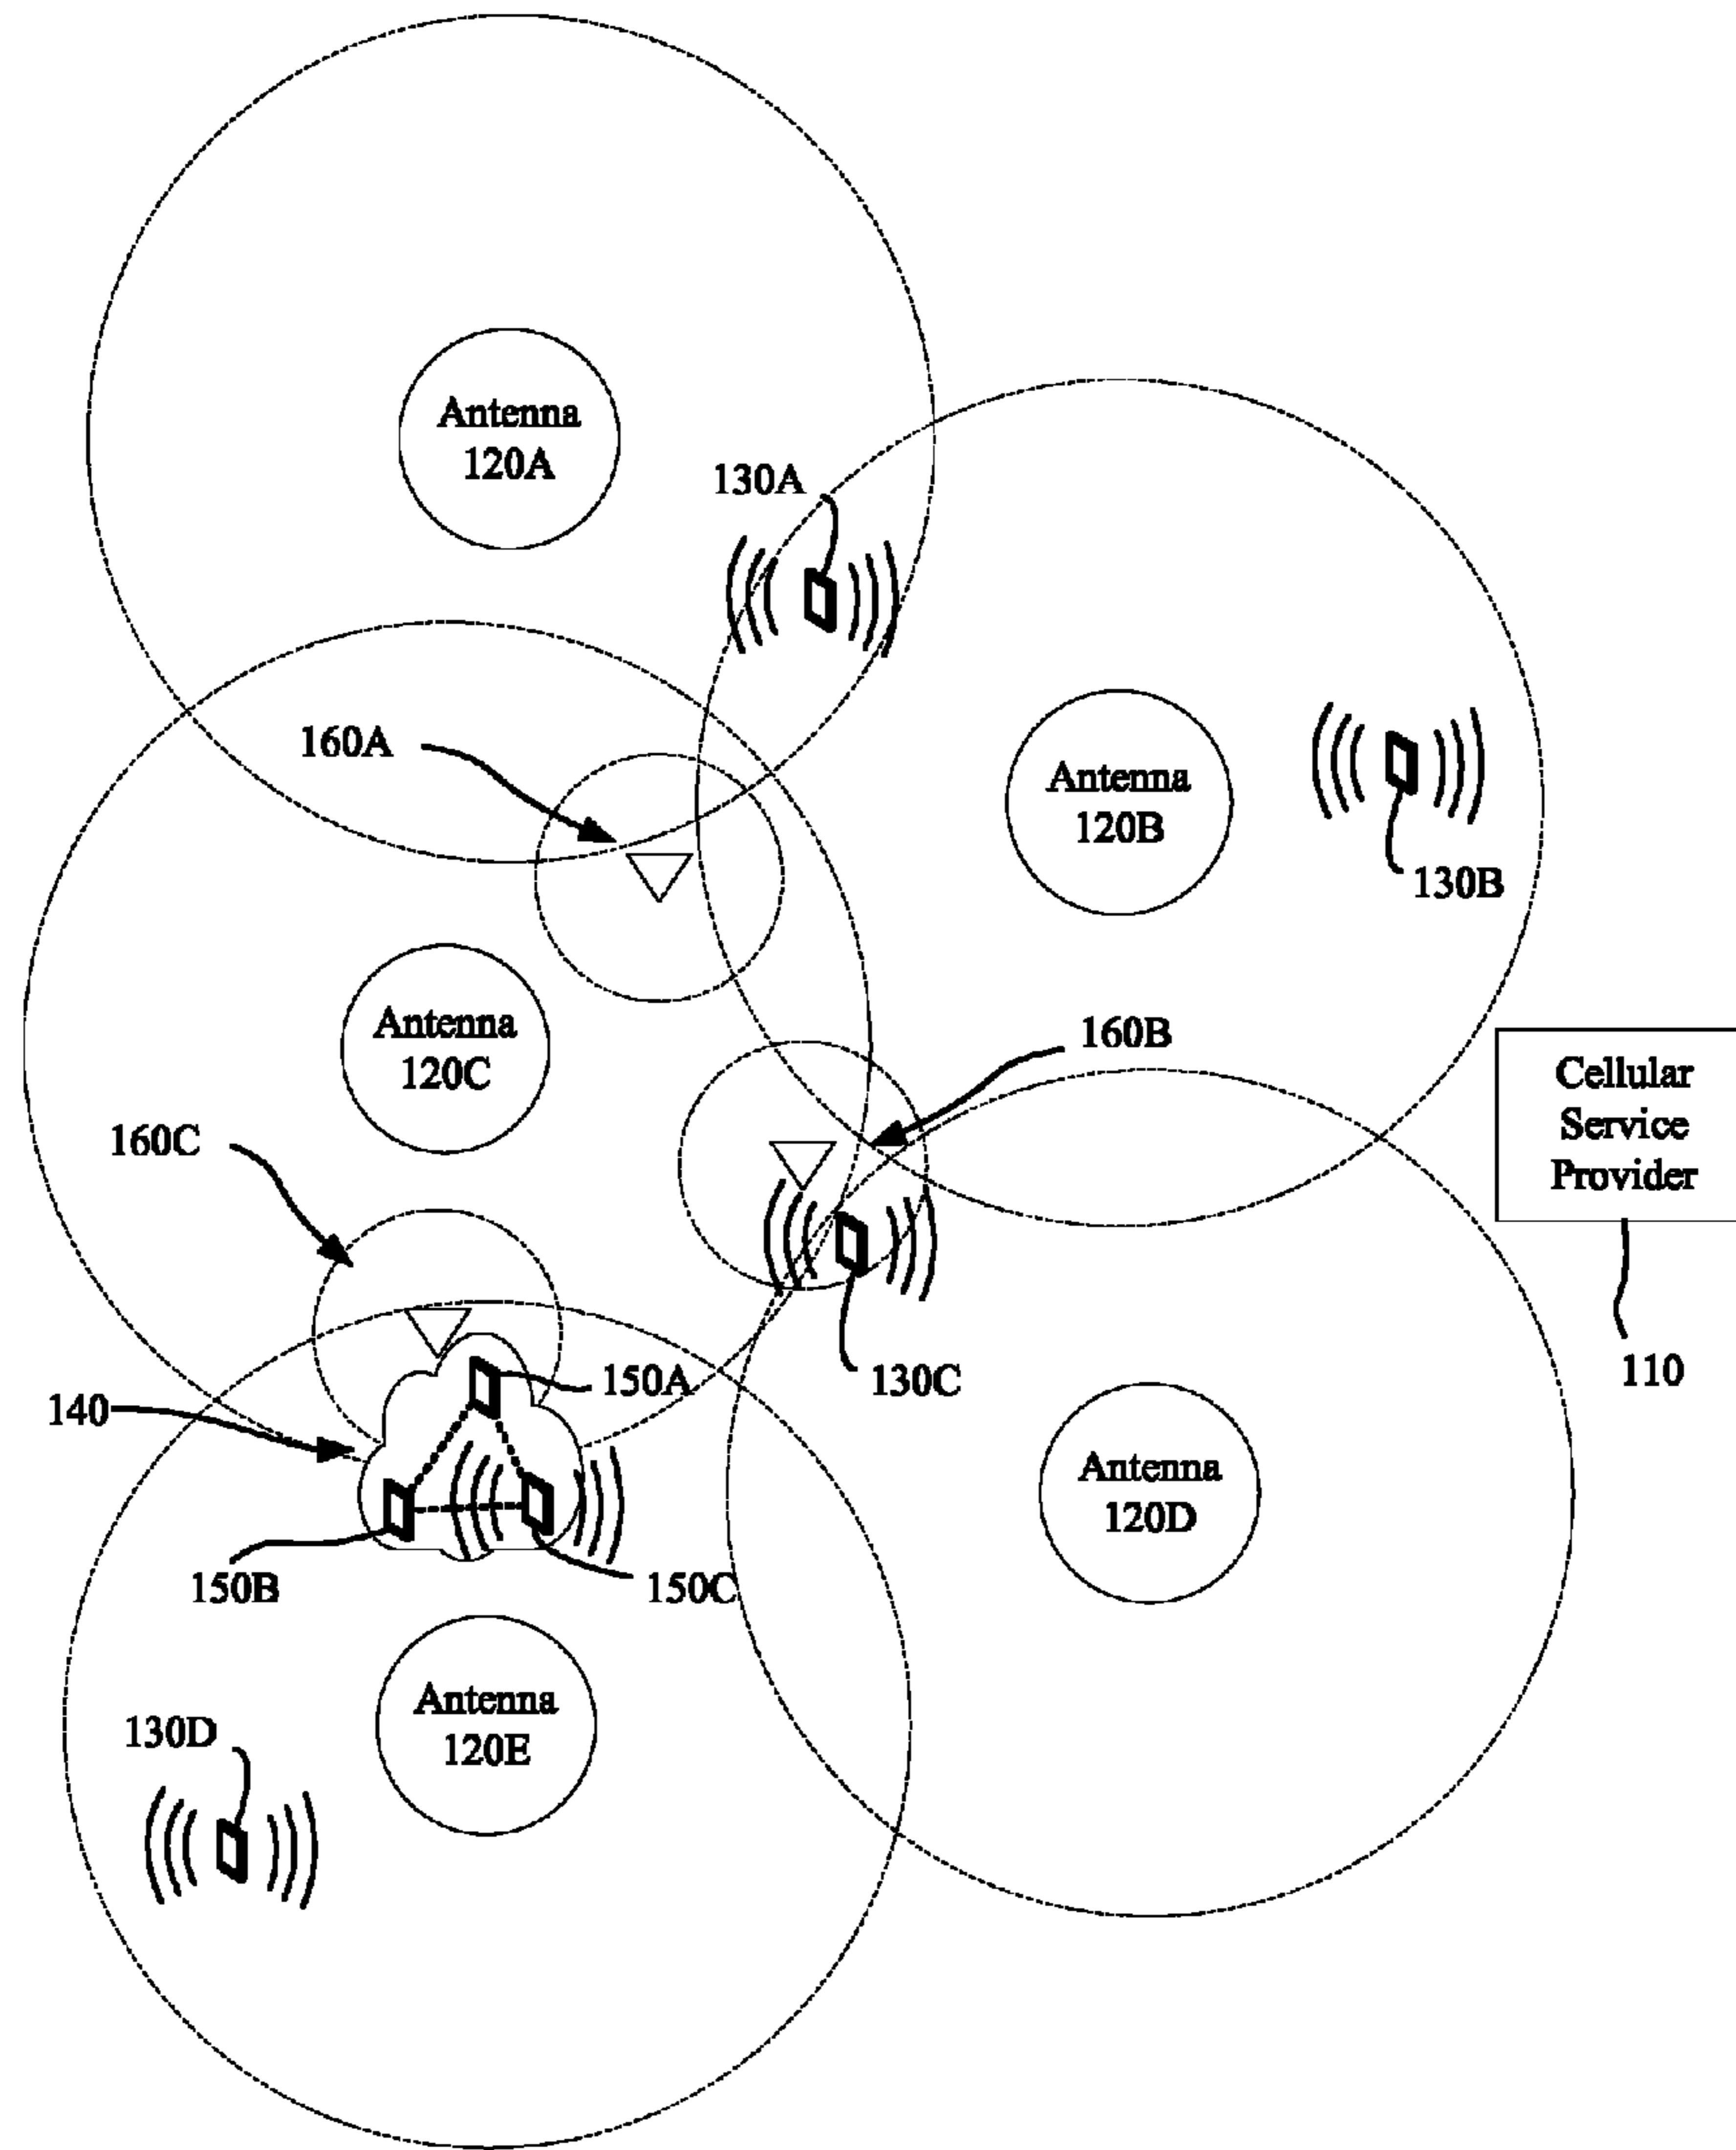 Antenna
120A
130A
160A
Antenna
120B
130B
Antenna
120C
160B
Cellular
Service
Provider
160C
110
130C
150A
140
Antenna
120D
150B
150C
Antenna
120E
130D